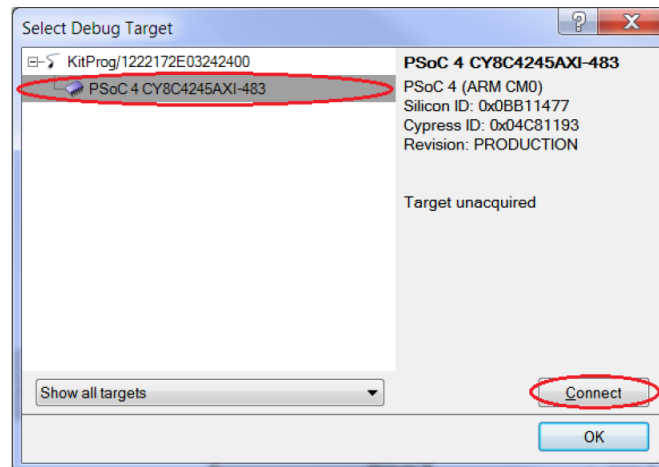 Select Debug Target
KitProg/1222172E03242400
PSoC 4 CY8C4245AXI-483
PSoC 4 CY8C4245AXI-483
PSoC 4 (ARM CM0)
Silicon ID: 0x0BB11477
Cypress ID: 0x04C81193
Revision: PRODUCTION
Target unacquired
Show all targets
Connect
OK